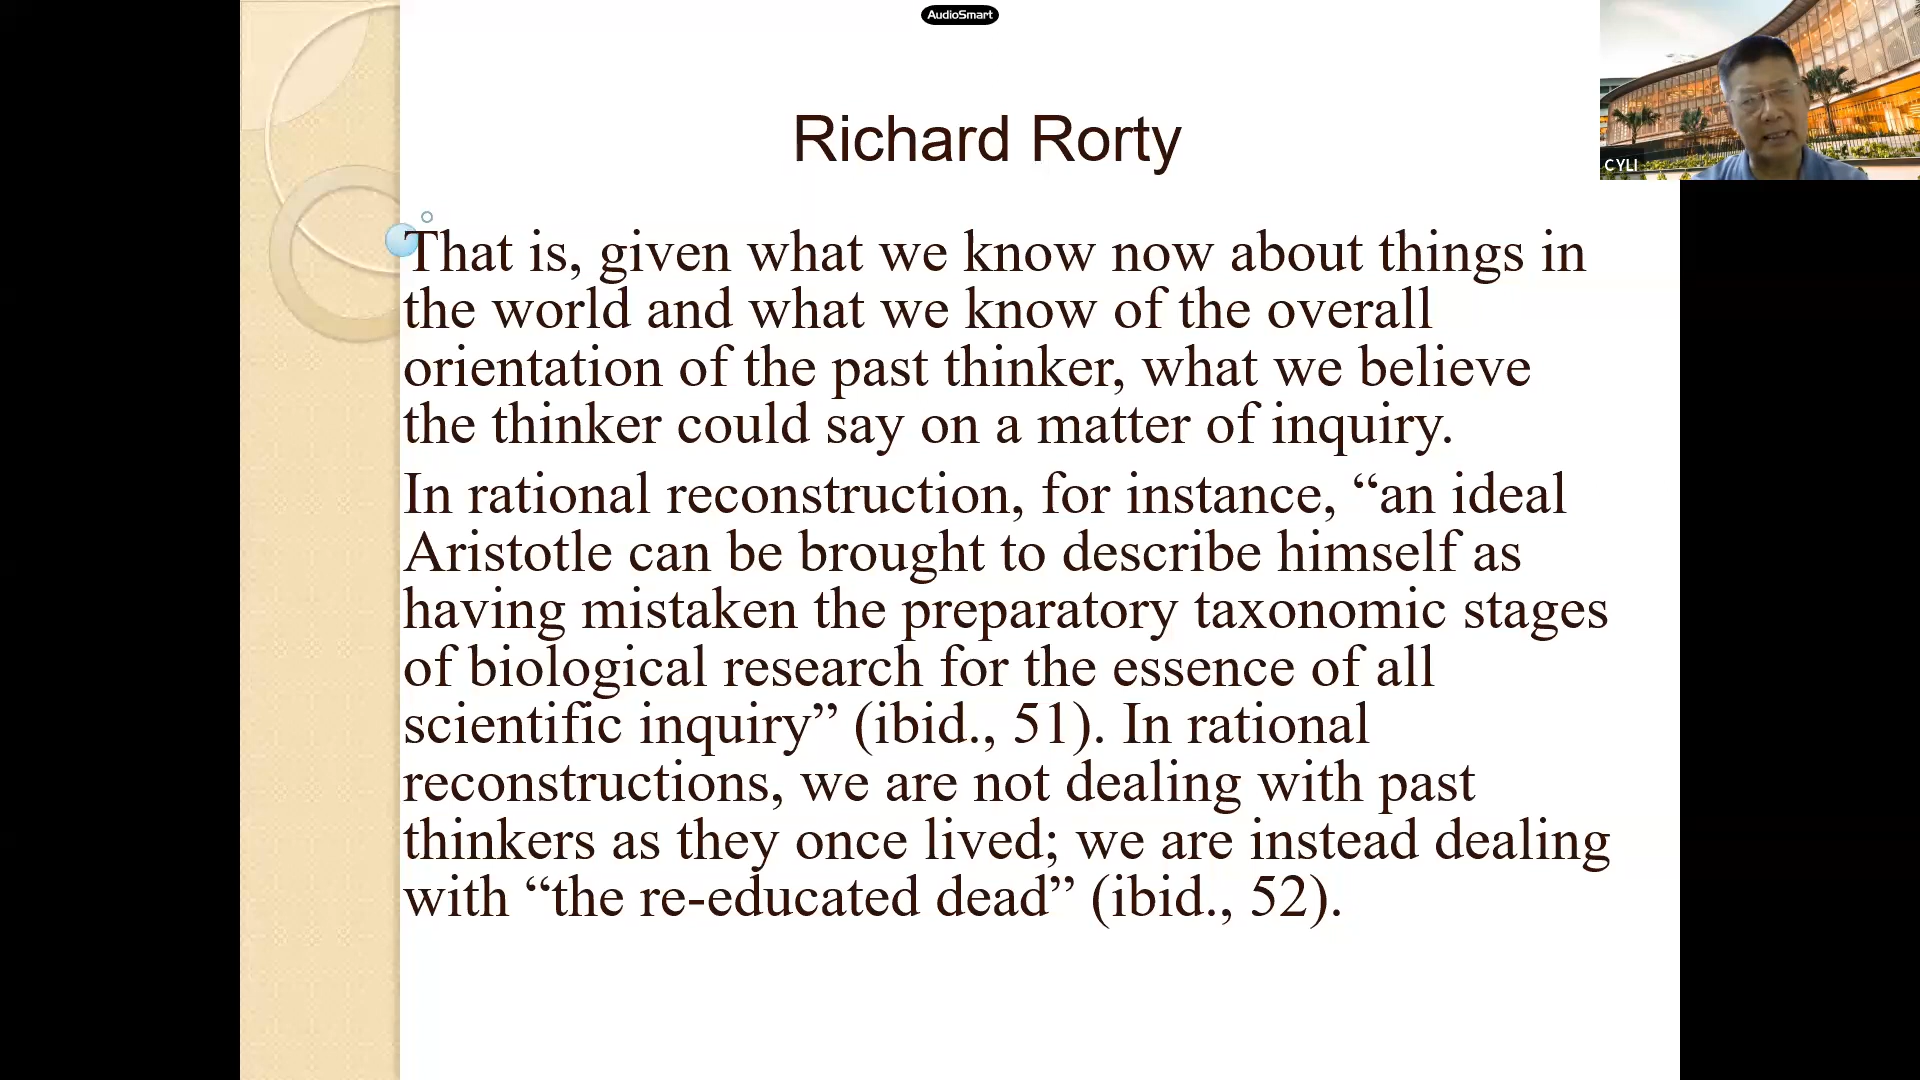 AudioSmart
CYLI
Richard Rorty
That is, given what we know now about things in
the world and what we know of the overall
orientation of the past thinker, what we believe
the thinker could say on a matter of inquiry.
In rational reconstruction, for instance, “an ideal
Aristotle can be brought to describe himself as
having mistaken the preparatory taxonomic stages
of biological research for the essence of all
scientific inquiry” (ibid., 51). In rational
reconstructions, we are not dealing with past
thinkers as they once lived; we are instead dealing
with “the re-educated dead” (ibid., 52).